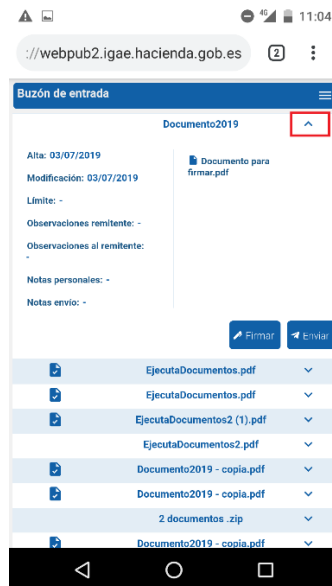 4G 11:04
://webpub2.igae.hacienda.gob.es 2
Buzón de entrada
Documento2019
Alta: 03/07/2019
Modificación: 03/07/2019
Límite: -
Observaciones remitente: -
Observaciones al remitente:
-
Notas personales: -
Notas envío: -
Documento para
firmar.pdf
Firmar Enviar
EjecutaDocumentos.pdf
EjecutaDocumentos.pdf
EjecutaDocumentos2 (1).pdf
EjecutaDocumentos2.pdf
Documento2019 - copia.pdf
Documento2019 - copia.pdf
2 documentos .zip
Documento2019 - copia.pdf